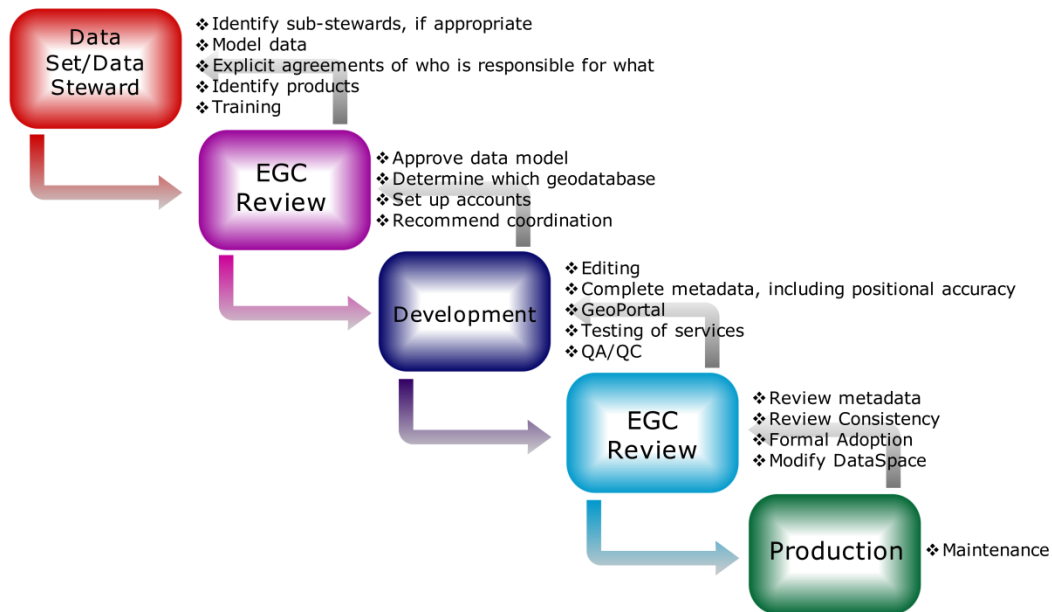 Data
Set/Data
Steward
❖Identify sub-stewards, if appropriate
❖Model data
❖Explicit agreements of who is responsible for what
❖Identify products
❖Training
EGC
Review
❖Approve data model
❖Determine which geodatabase
❖Set up accounts
❖Recommend coordination
Development
❖Editing
❖Complete metadata, including positional accuracy
❖GeoPortal
❖Testing of services
❖QA/QC
EGC
Review
❖Review metadata
❖Review Consistency
❖Formal Adoption
❖Modify DataSpace
Production
❖Maintenance